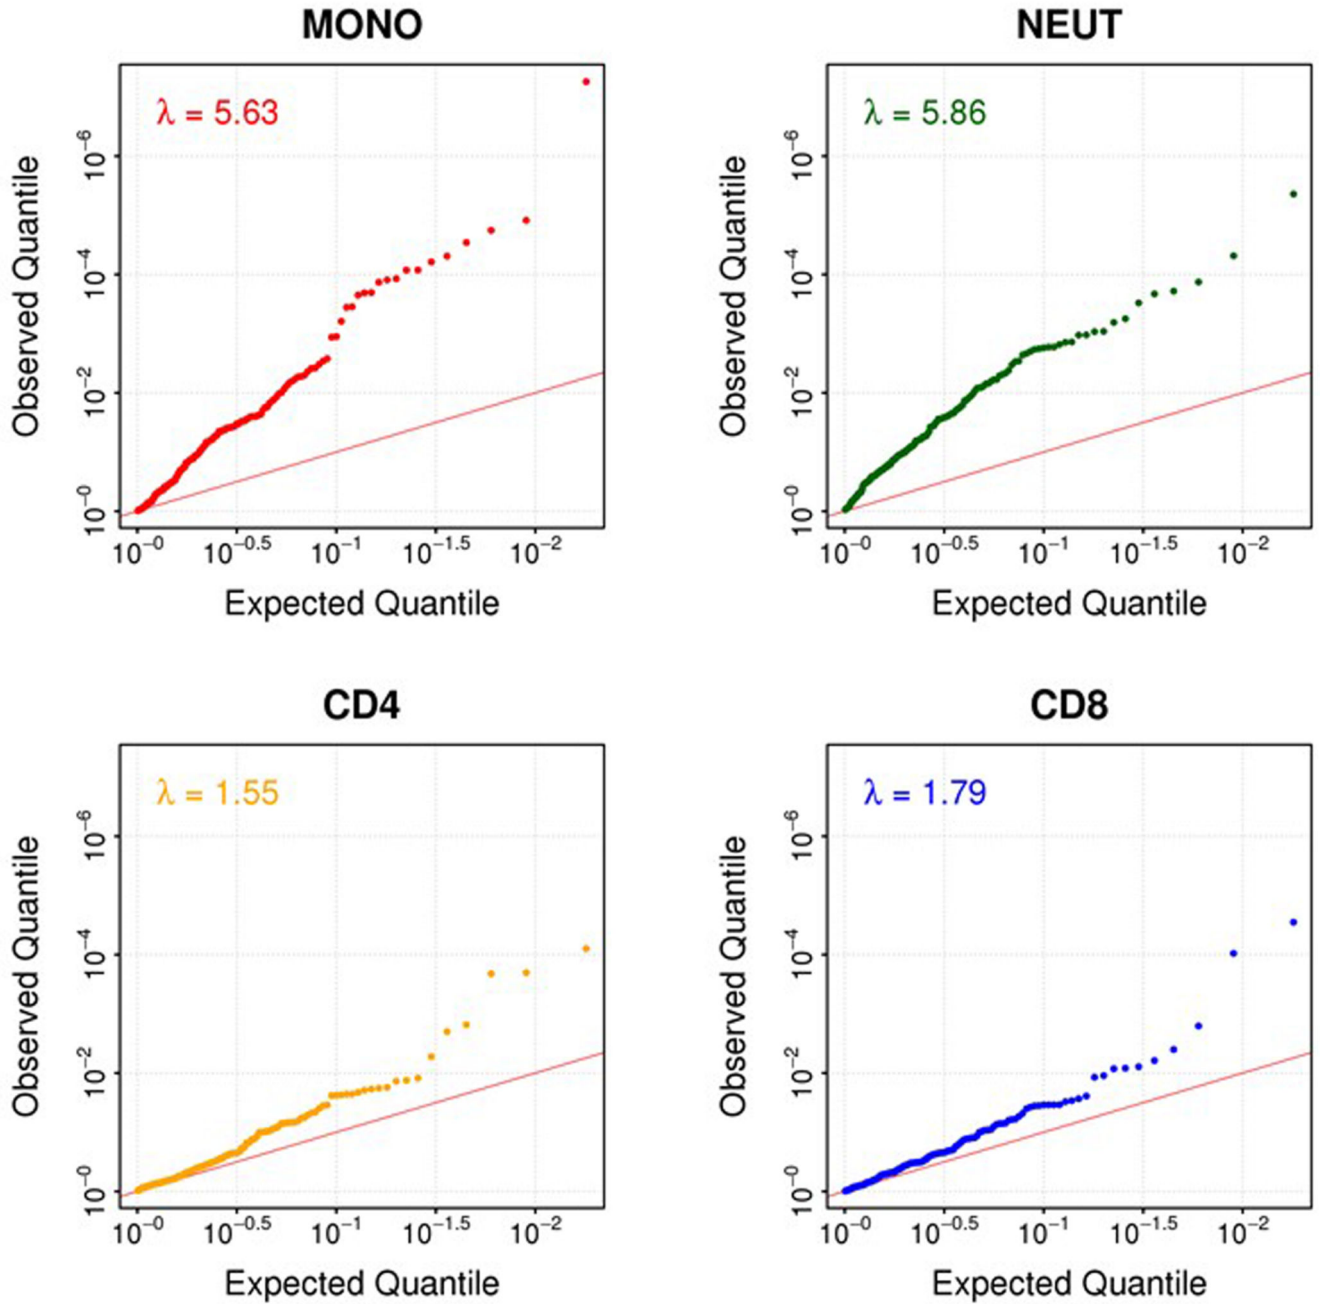 MONO
λ = 5.63
Observed Quantile
10⁻⁶
10⁻⁴
10⁻²
10⁻⁰
10⁻⁰ 10⁻⁰·⁵ 10⁻¹ 10⁻¹·⁵ 10⁻²
Expected Quantile
NEUT
λ = 5.86
Observed Quantile
10⁻⁶
10⁻⁴
10⁻²
10⁻⁰
10⁻⁰ 10⁻⁰·⁵ 10⁻¹ 10⁻¹·⁵ 10⁻²
Expected Quantile
CD4
λ = 1.55
Observed Quantile
10⁻⁶
10⁻⁴
10⁻²
10⁻⁰
10⁻⁰ 10⁻⁰·⁵ 10⁻¹ 10⁻¹·⁵ 10⁻²
Expected Quantile
CD8
λ = 1.79
Observed Quantile
10⁻⁶
10⁻⁴
10⁻²
10⁻⁰
10⁻⁰ 10⁻⁰·⁵ 10⁻¹ 10⁻¹·⁵ 10⁻²
Expected Quantile